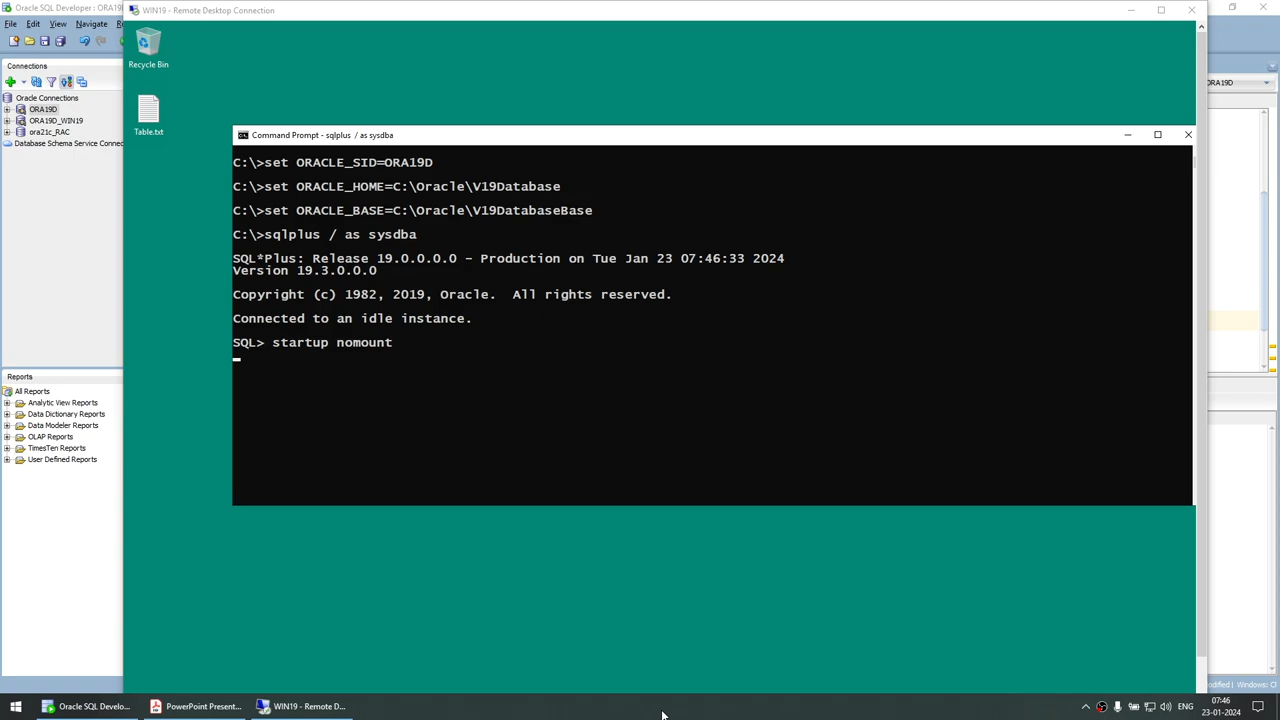 Oracle SQL Developer : ORA19D
WIN19 - Remote Desktop Connection
File Edit View Navigate
Connections
Oracle Connections
ORA19D
ORA19D_WIN19
ora21c_RAC
Database Schema Service Connec
Reports
All Reports
Analytic View Reports
Data Dictionary Reports
Data Modeler Reports
OLAP Reports
TimesTen Reports
User Defined Reports
Recycle Bin
Table.txt
Command Prompt - sqlplus / as sysdba
C:\>set ORACLE_SID=ORA19D
C:\>set ORACLE_HOME=C:\Oracle\V19Database
C:\>set ORACLE_BASE=C:\Oracle\V19DatabaseBase
C:\>sqlplus / as sysdba
SQL*Plus: Release 19.0.0.0.0 - Production on Tue Jan 23 07:46:33 2024
Version 19.3.0.0.0
Copyright (c) 1982, 2019, Oracle.  All rights reserved.
Connected to an idle instance.
SQL> startup nomount
ORA19D
Windows: C
Oracle SQL Develo...
PowerPoint Present...
WIN19 - Remote D...
ENG
07:46
23-01-2024